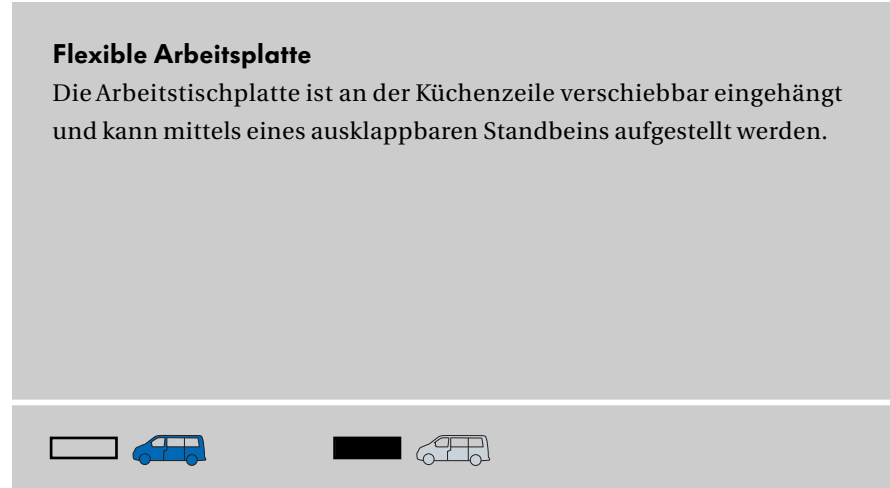 Flexible Arbeitsplatte
Die Arbeitstischplatte ist an der Küchenzeile verschiebbar eingehängt
und kann mittels eines ausklappbaren Standbeins aufgestellt werden.